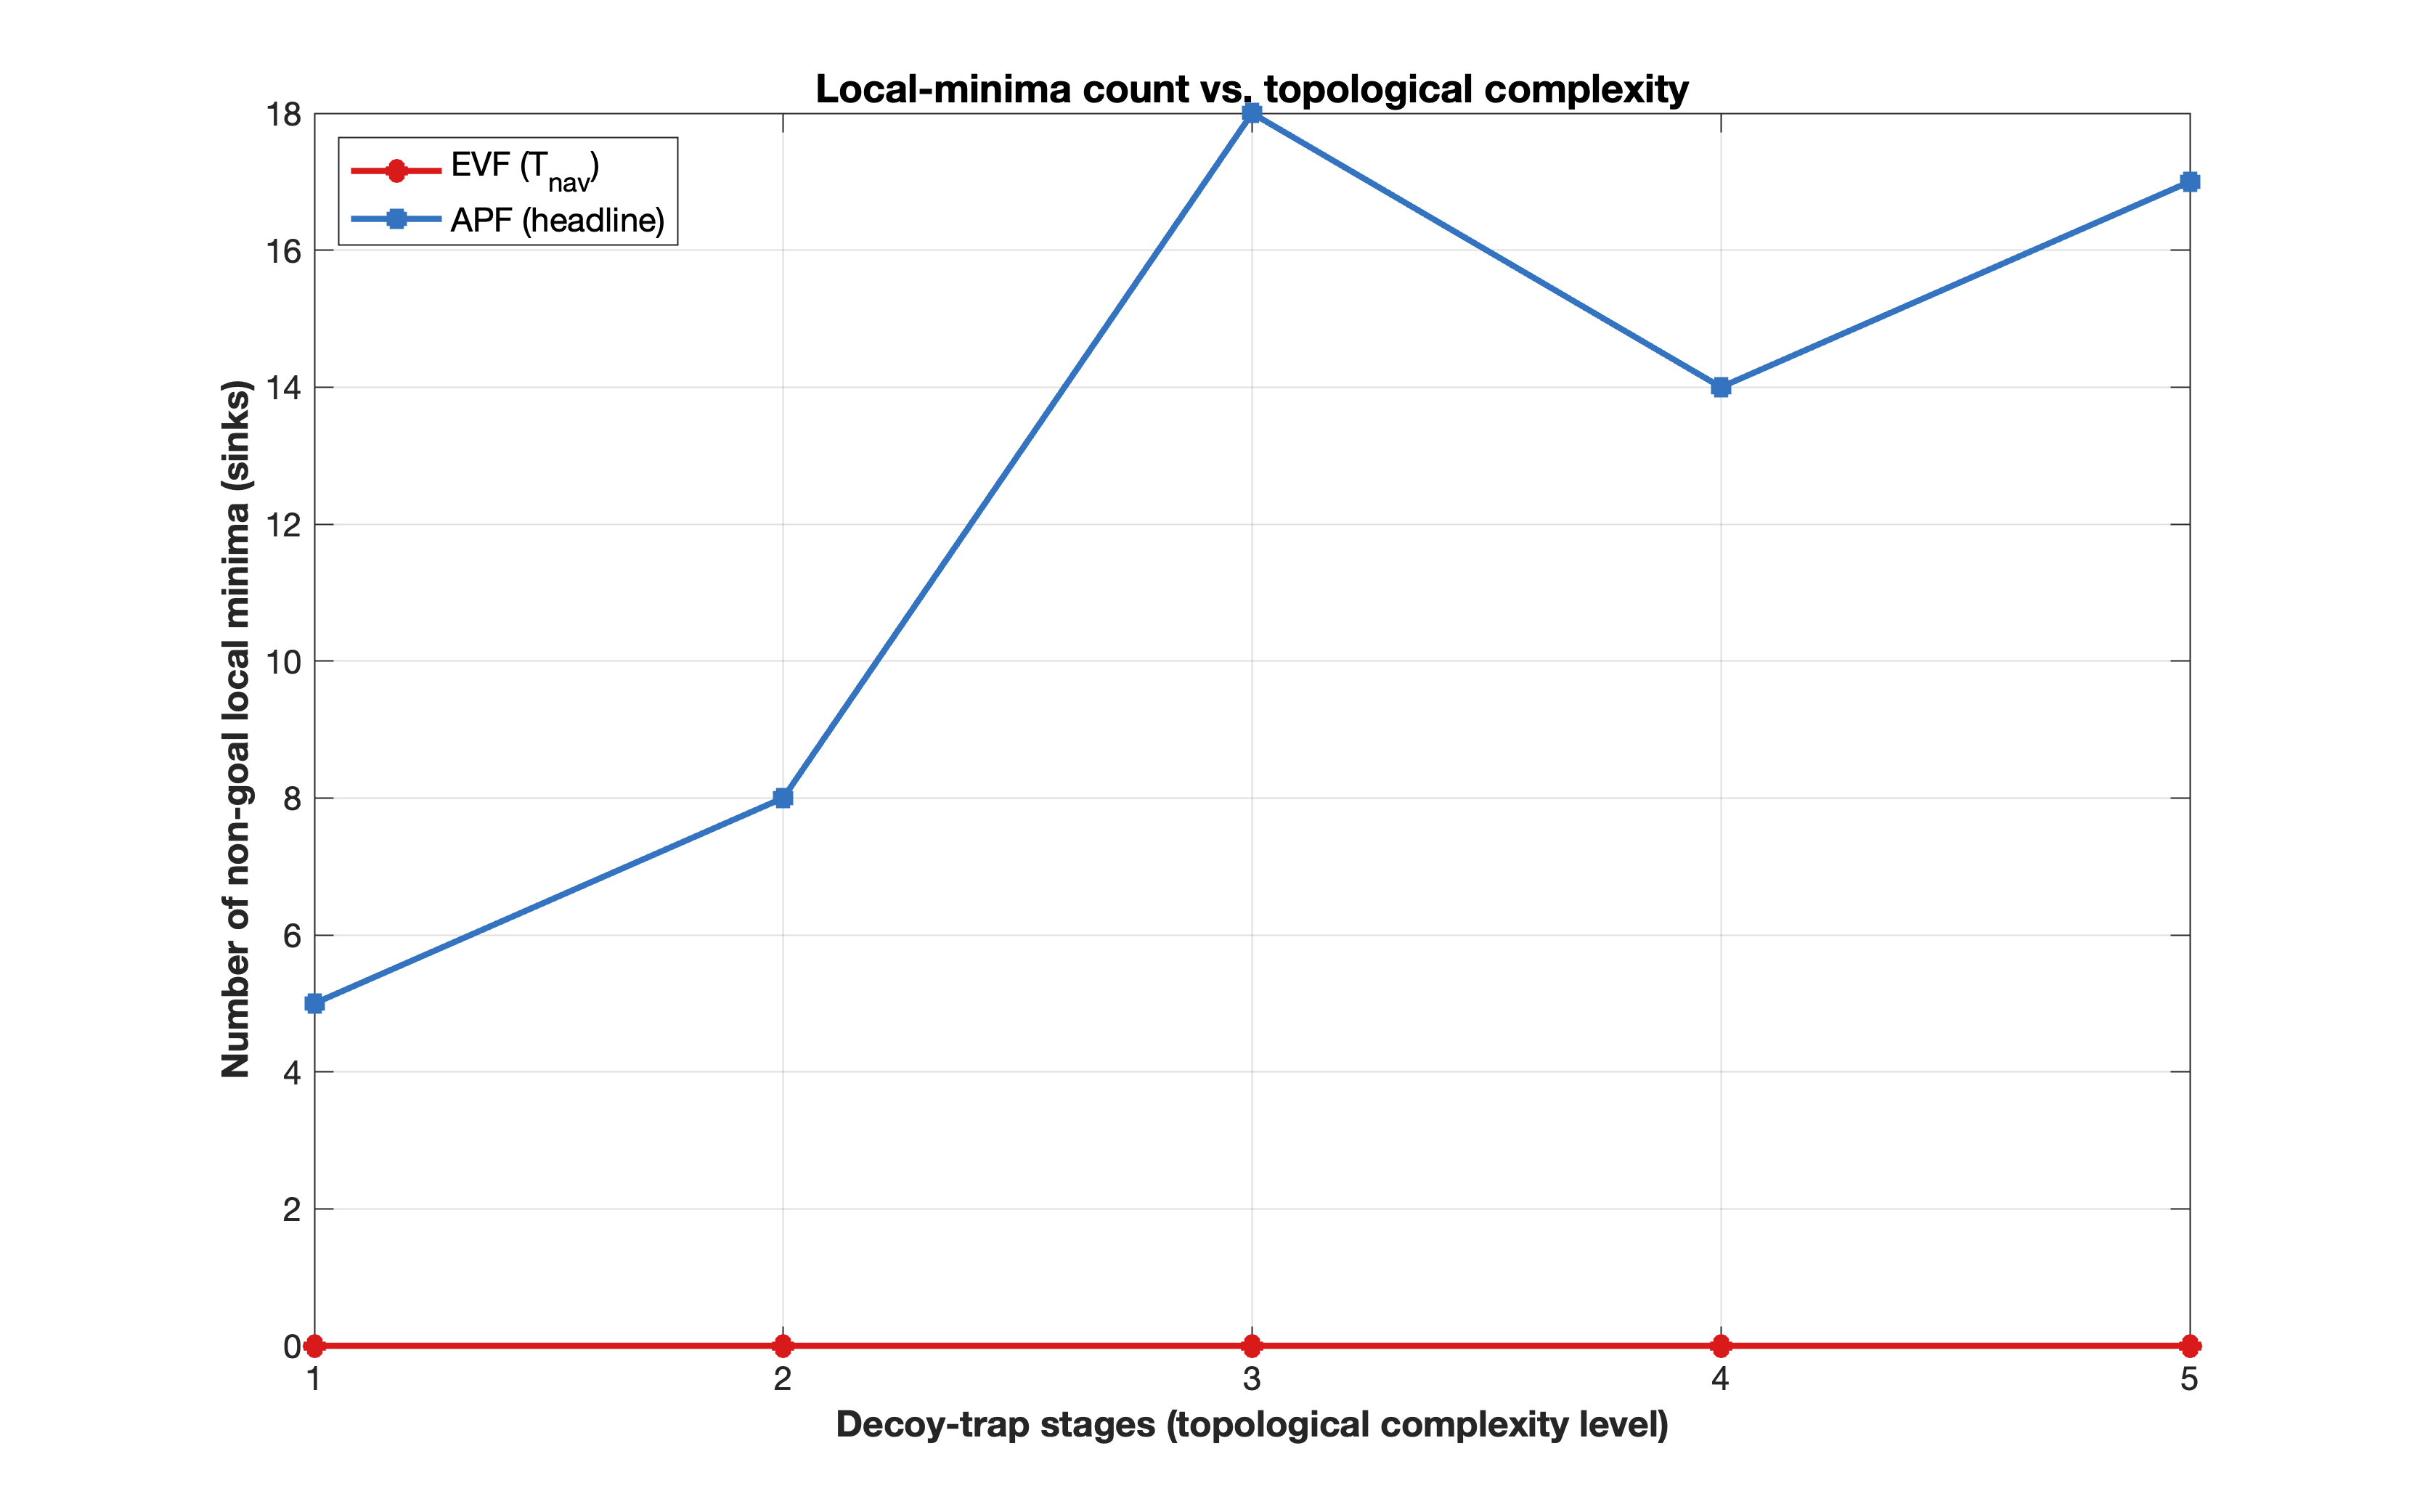 Local-minima count vs. topological complexity
EVF (T_nav)
APF (headline)
Number of non-goal local minima (sinks)
18
16
14
12
10
8
6
4
2
0
1 2 3 4 5
Decoy-trap stages (topological complexity level)